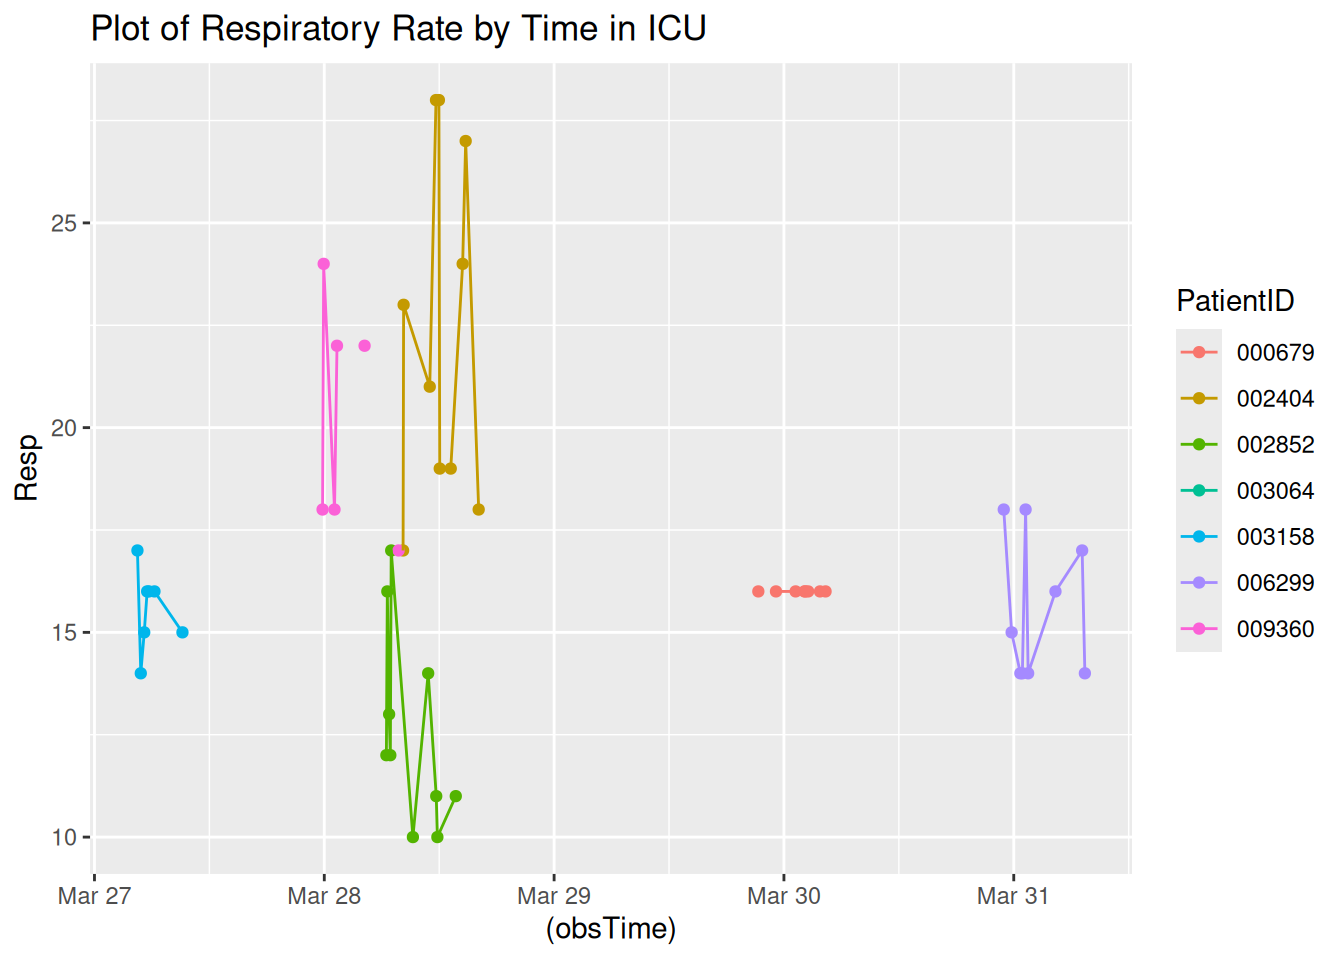 Plot of Respiratory Rate by Time in ICU
25
20
15
10
Resp
Mar 27 Mar 28 Mar 29 Mar 30 Mar 31
(obsTime)
PatientID
000679
002404
002852
003064
003158
006299
009360